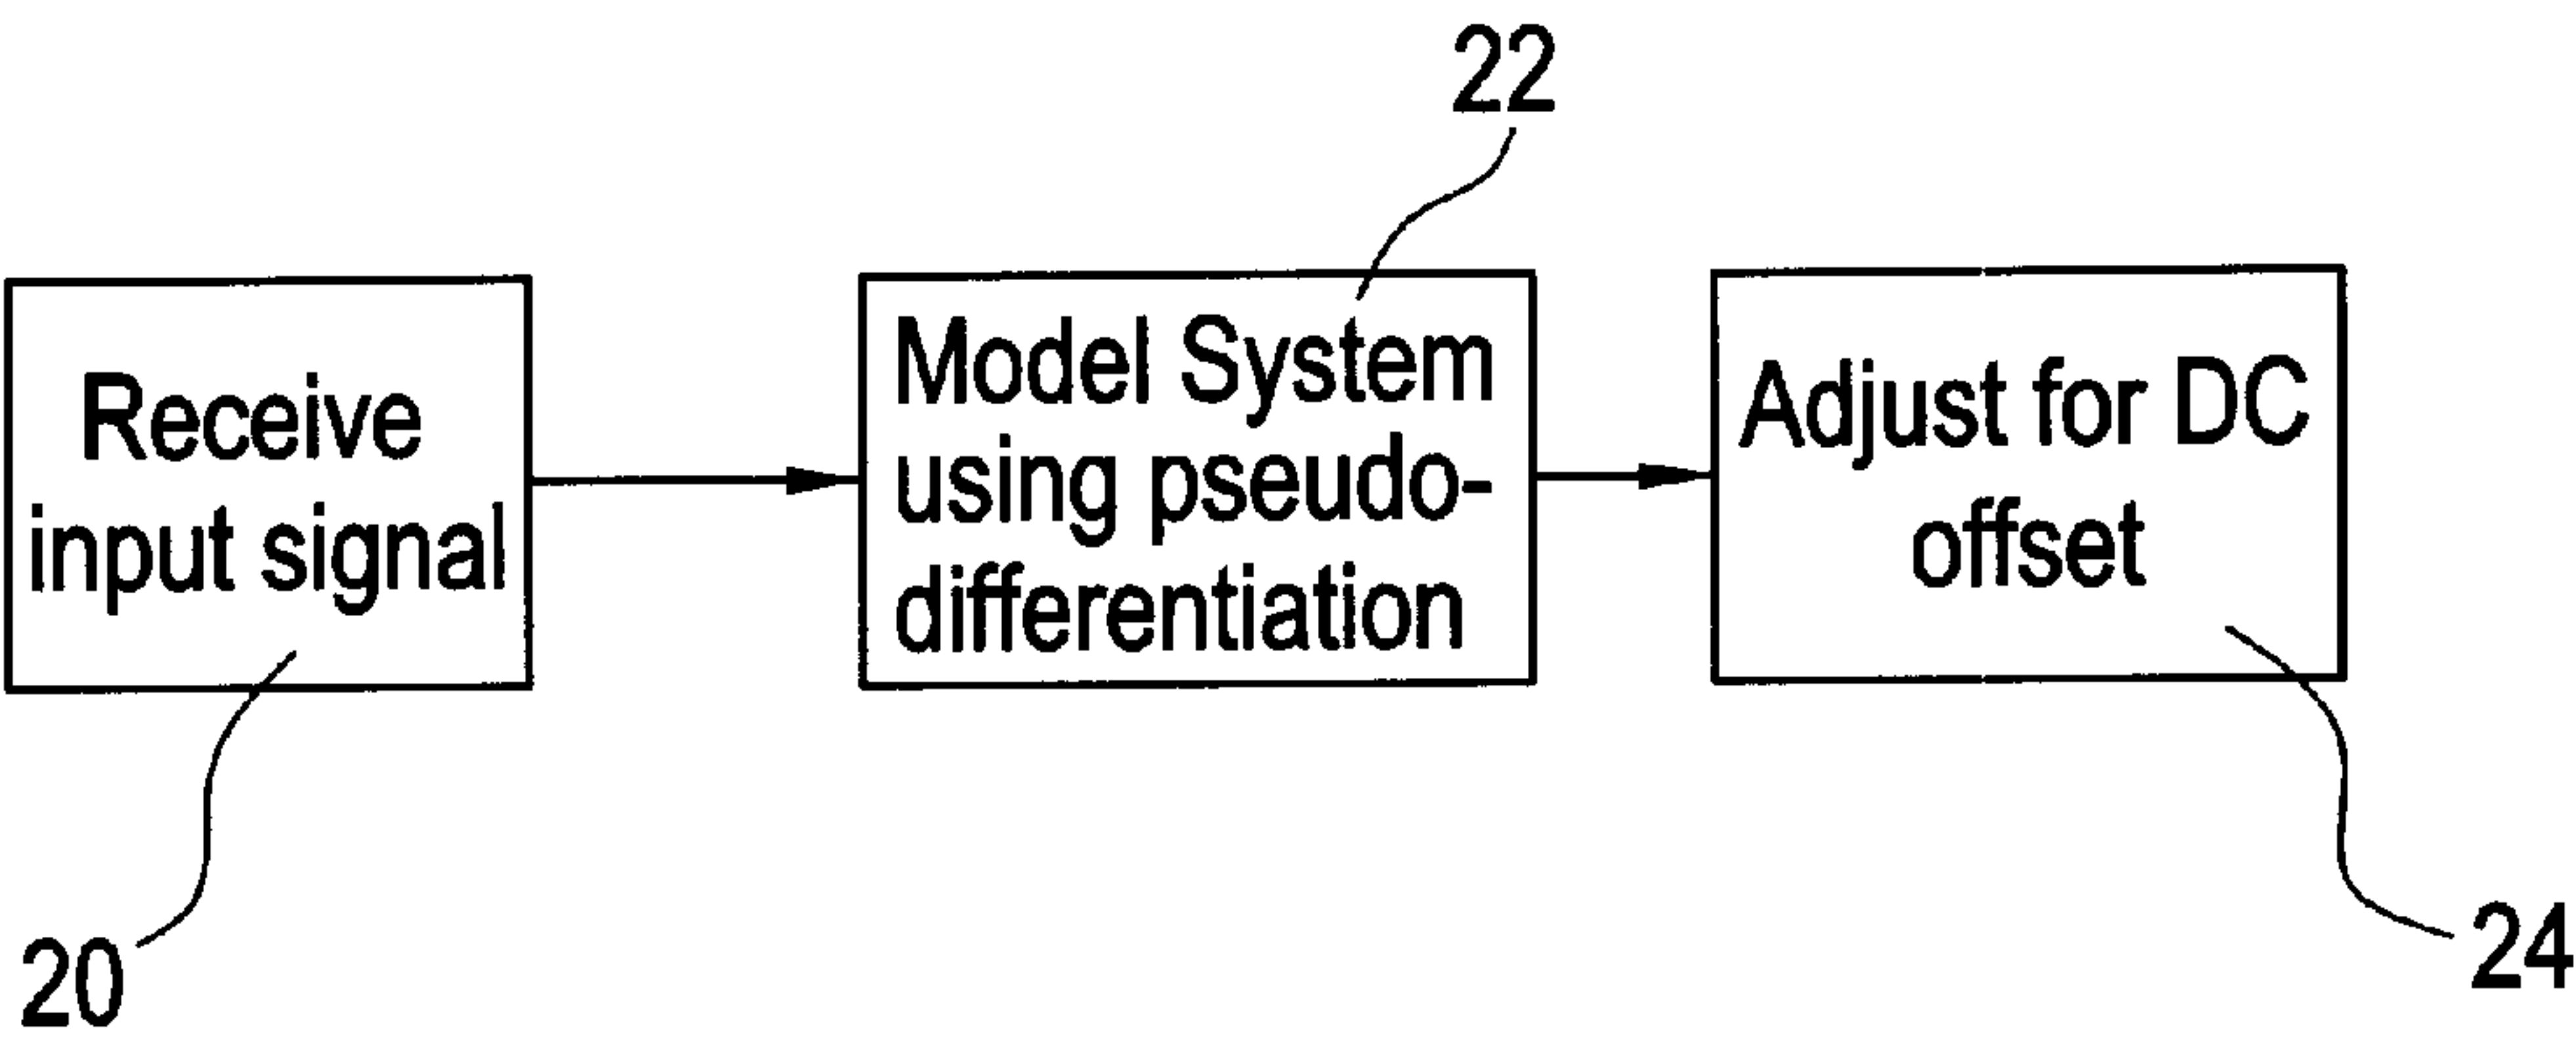 22
Receive
input signal
Model System
using pseudo-
differentiation
Adjust for DC
offset
20
24